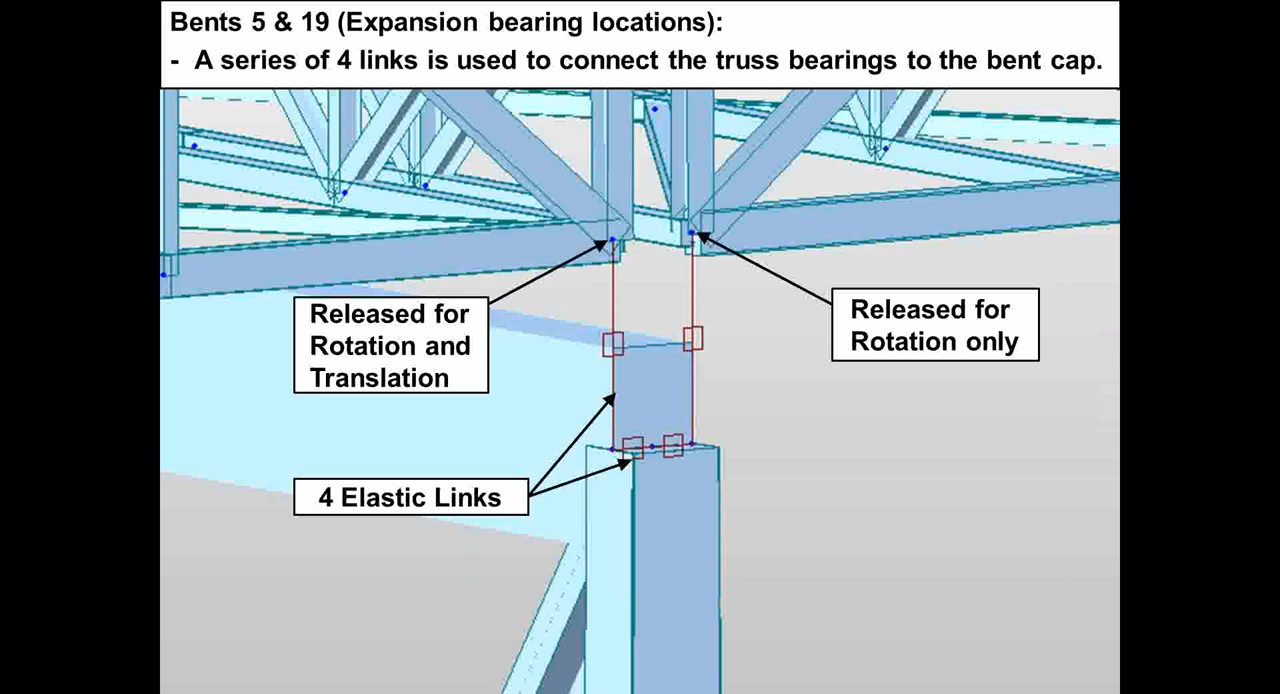 Bents 5 & 19 (Expansion bearing locations):
- A series of 4 links is used to connect the truss bearings to the bent cap.
Released for
Rotation and
Translation
Released for
Rotation only
4 Elastic Links